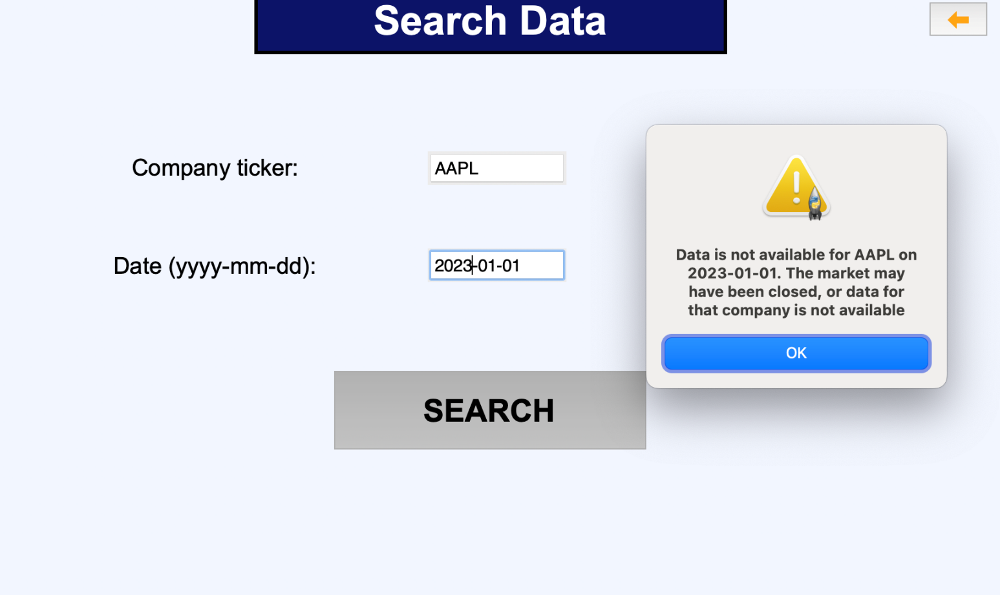 Search Data
Company ticker:
AAPL
Date (yyyy-mm-dd):
2023-01-01
SEARCH
Data is not available for AAPL on
2023-01-01. The market may
have been closed, or data for
that company is not available
OK